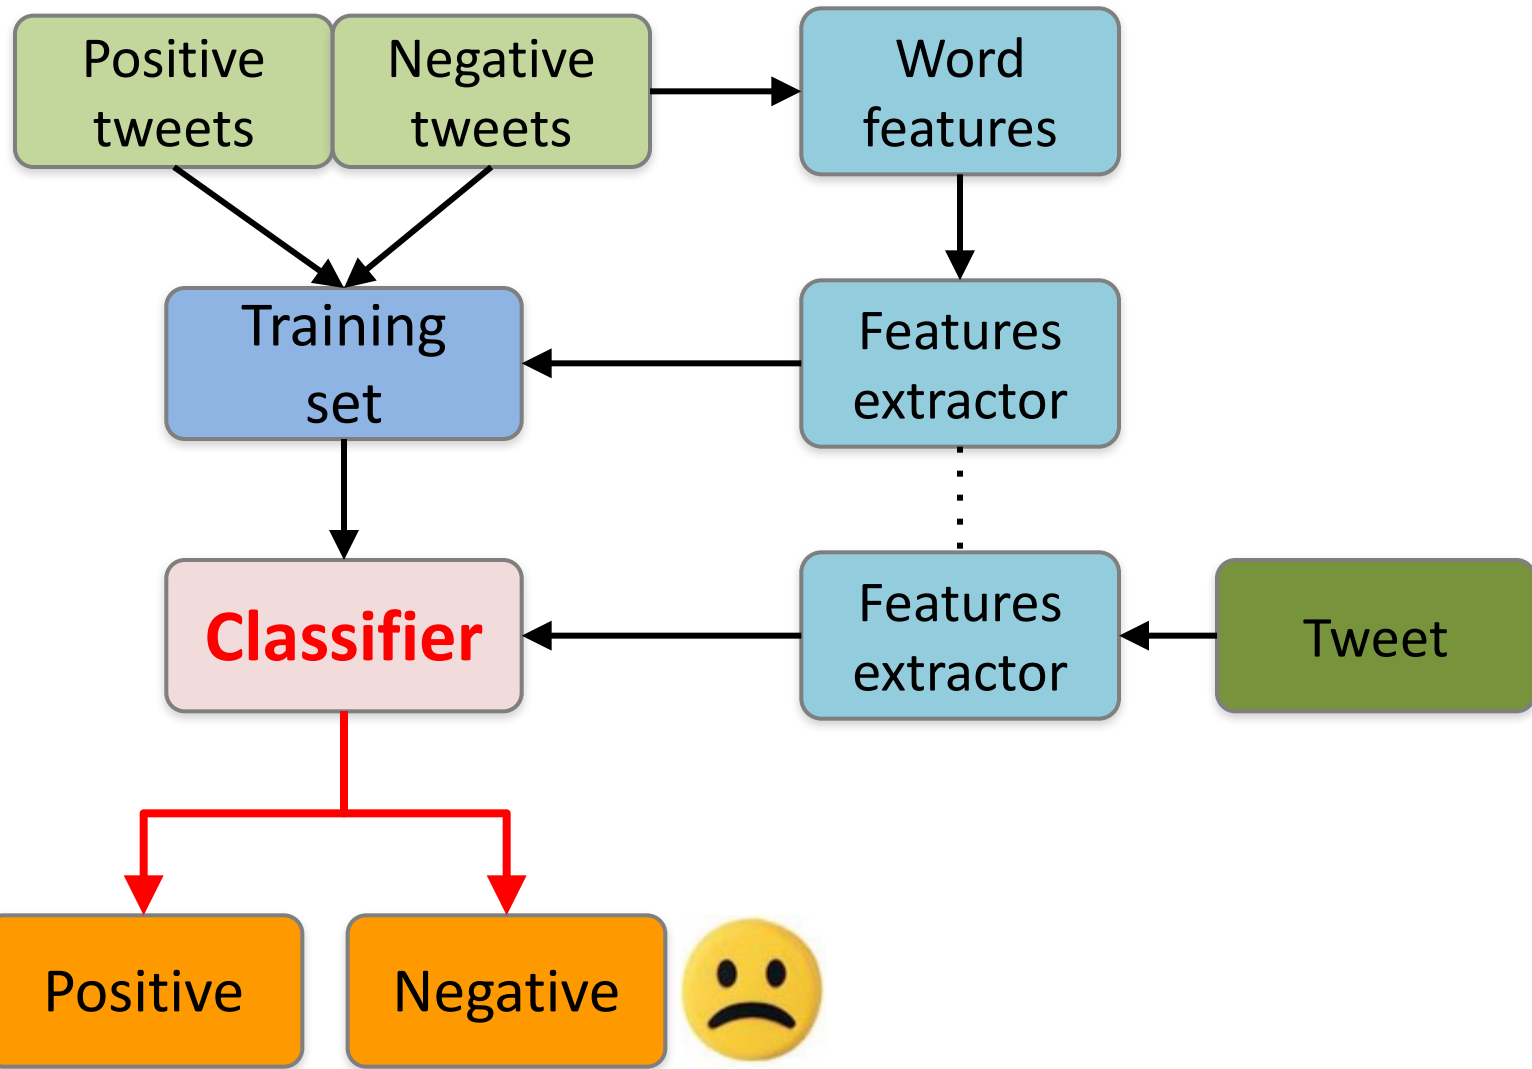 Positive
tweets
Negative
tweets
Word
features
Training
set
Features
extractor
Classifier
Features
extractor
Tweet
Positive
Negative